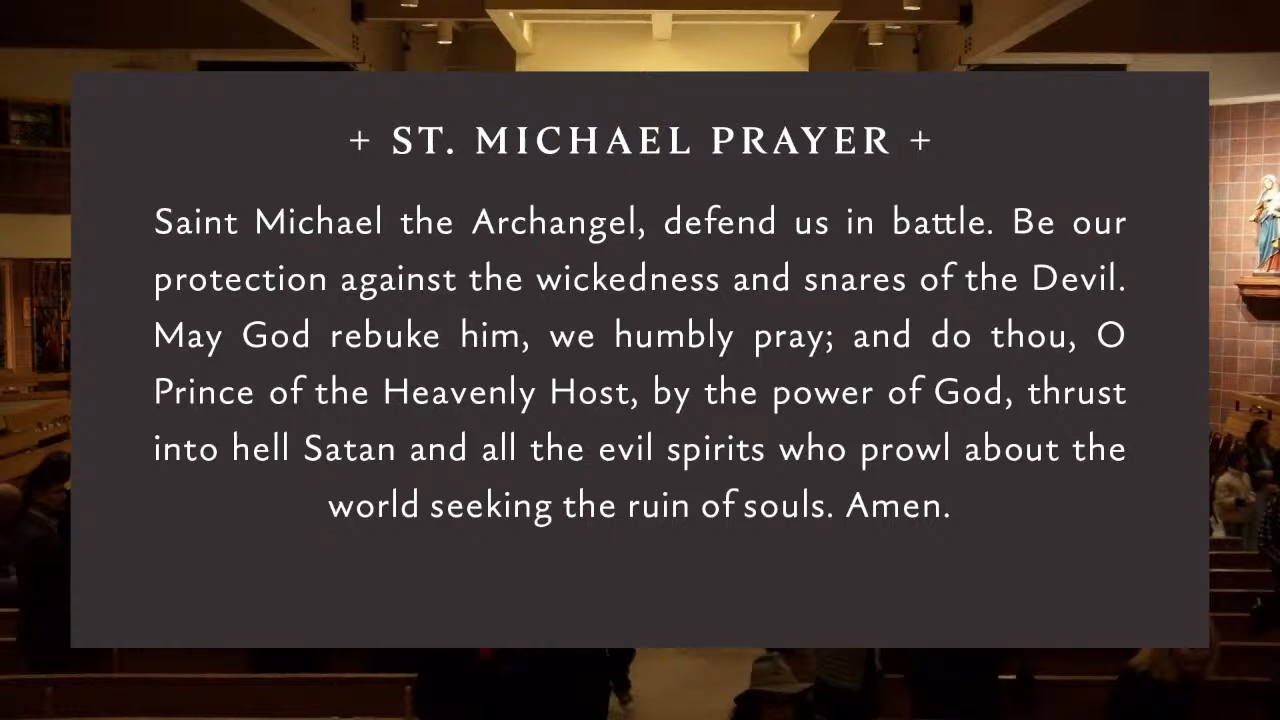 + ST. MICHAEL PRAYER +
Saint Michael the Archangel, defend us in battle. Be our
protection against the wickedness and snares of the Devil.
May God rebuke him, we humbly pray; and do thou, O
Prince of the Heavenly Host, by the power of God, thrust
into hell Satan and all the evil spirits who prowl about the
world seeking the ruin of souls. Amen.